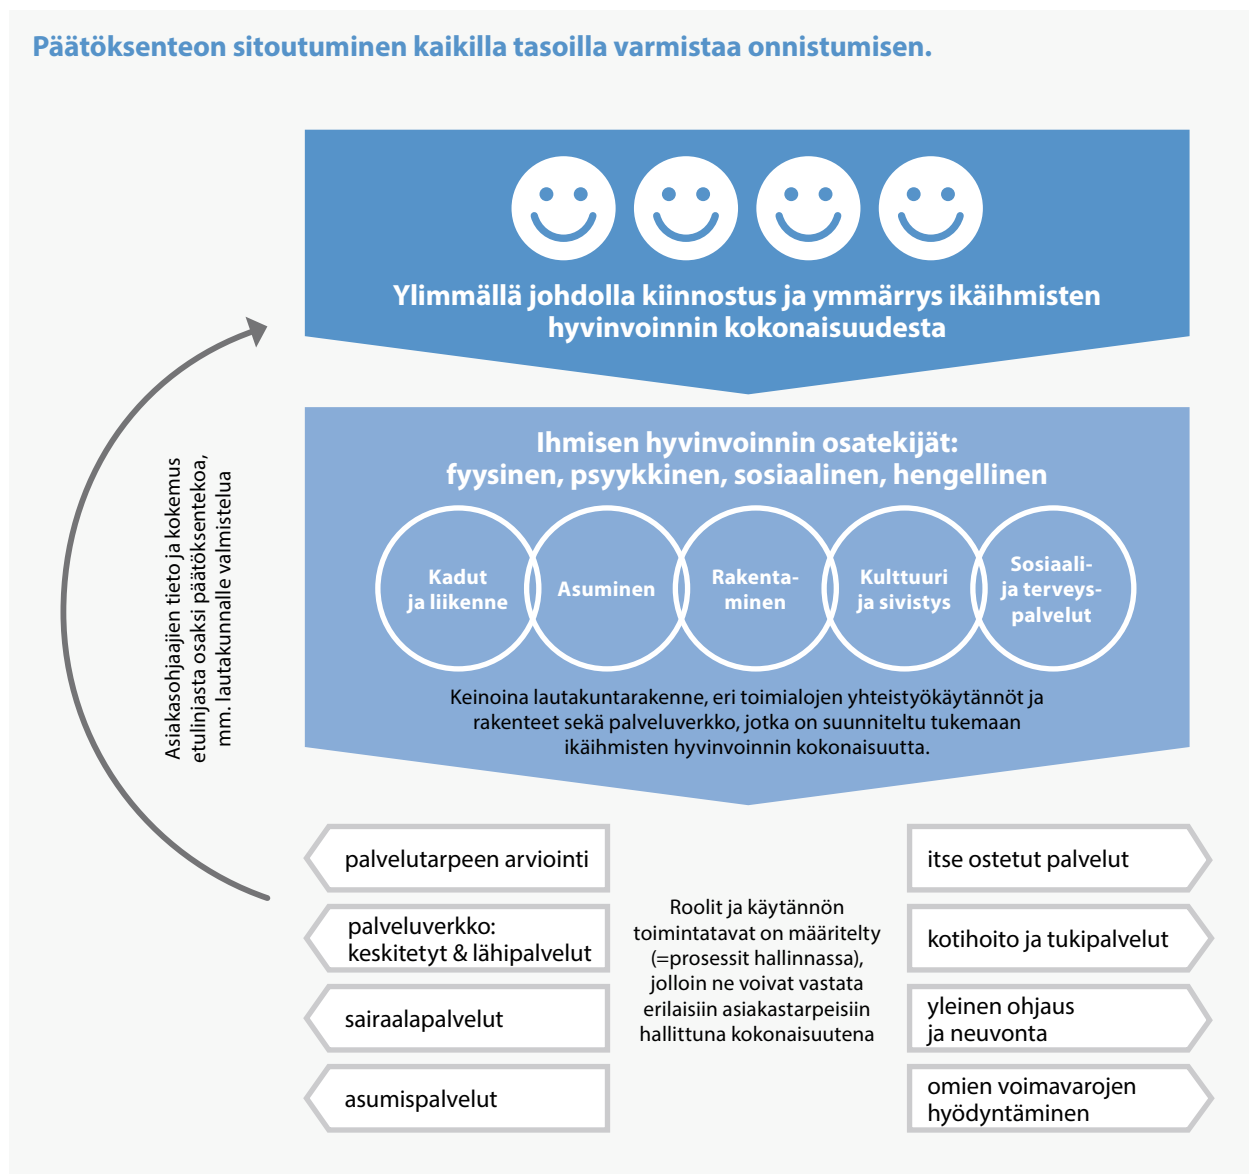 Päätöksenteon sitoutuminen kaikilla tasoilla varmistaa onnistumisen.
Ylimmällä johdolla kiinnostus ja ymmärrys ikäihmisten
hyvinvoinnin kokonaisuudesta
Asiakasohjaajien tieto ja kokemus
etulinjasta osaksi päätöksentekoa,
mm. lautakunnalle valmistelua
Ihmisen hyvinvoinnin osatekijät:
fyysinen, psyykkinen, sosiaalinen, hengellinen
Kadut
ja liikenne
Asuminen
Rakenta-
minen
Kulttuuri
ja sivistys
Sosiaali-
ja terveys-
palvelut
Keinoina lautakuntarakenne, eri toimialojen yhteistyökäytännöt ja
rakenteet sekä palveluverkko, jotka on suunniteltu tukemaan
ikäihmisten hyvinvoinnin kokonaisuutta.
palvelutarpeen arviointi
palveluverkko:
keskitetyt & lähipalvelut
sairaalapalvelut
asumispalvelut
Roolit ja käytännön
toimintatavat on määritelty
(=prosessit hallinnassa),
jolloin ne voivat vastata
erilaisiin asiakastarpeisiin
hallittuna kokonaisuutena
itse ostetut palvelut
kotihoito ja tukipalvelut
yleinen ohjaus
ja neuvonta
omien voimavarojen
hyödyntäminen